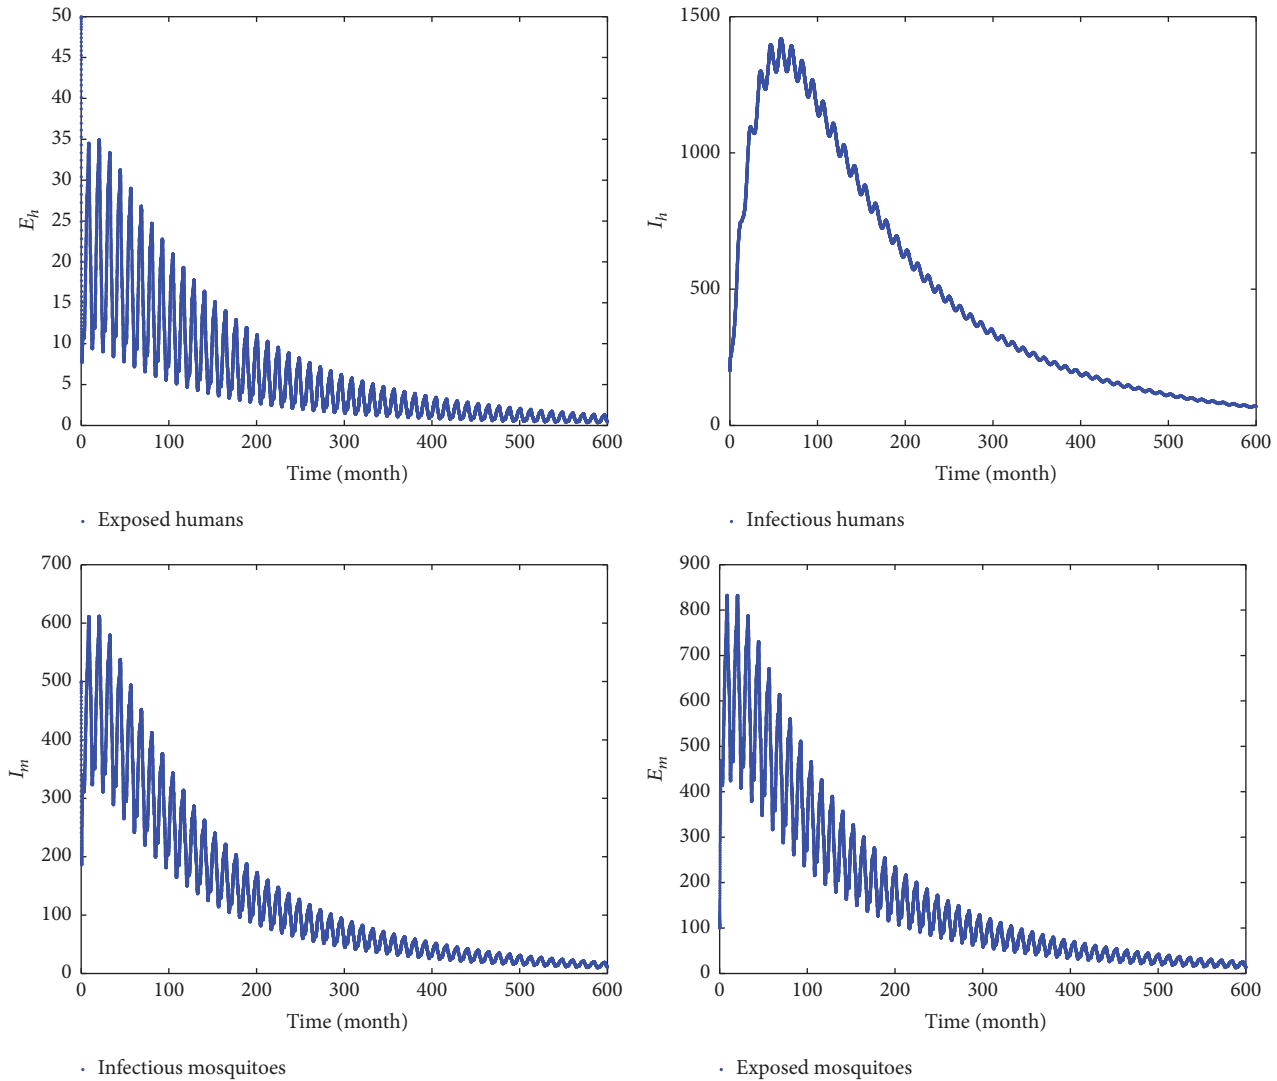 50
45
40
35
30
25
20
15
10
5
0
E_h
0 100 200 300 400 500 600
Time (month)
Exposed humans
1500
1000
500
0
I_h
0 100 200 300 400 500 600
Time (month)
Infectious humans
700
600
500
400
300
200
100
0
I_m
0 100 200 300 400 500 600
Time (month)
Infectious mosquitoes
900
800
700
600
500
400
300
200
100
0
E_m
0 100 200 300 400 500 600
Time (month)
Exposed mosquitoes